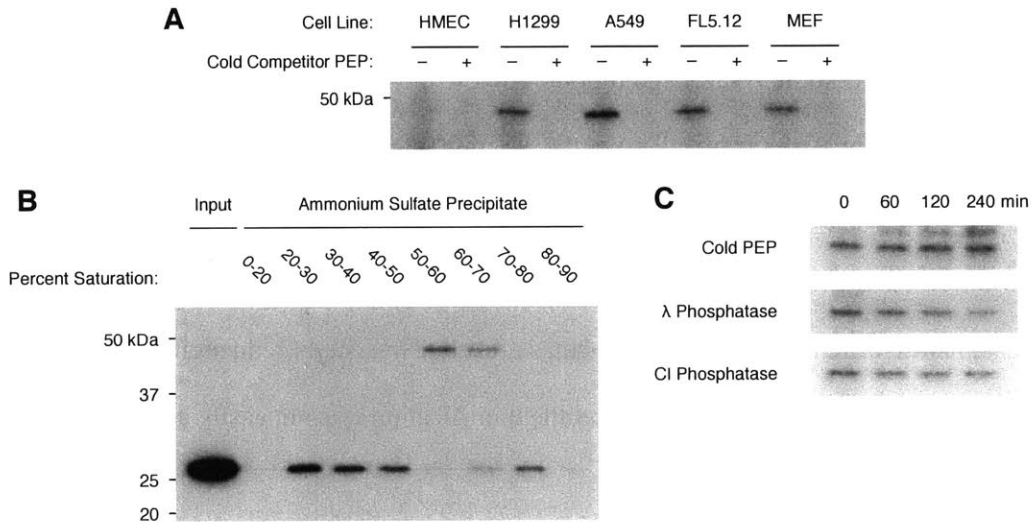 A
Cell Line: HMEC H1299 A549 FL5.12 MEF
Cold Competitor PEP: – + – + – + – + – +
50 kDa
B
Input Ammonium Sulfate Precipitate
Percent Saturation: 0-20 20-30 30-40 40-50 50-60 60-70 70-80 80-90
50 kDa
37
25
20
C
0 60 120 240 min
Cold PEP
λ Phosphatase
CI Phosphatase